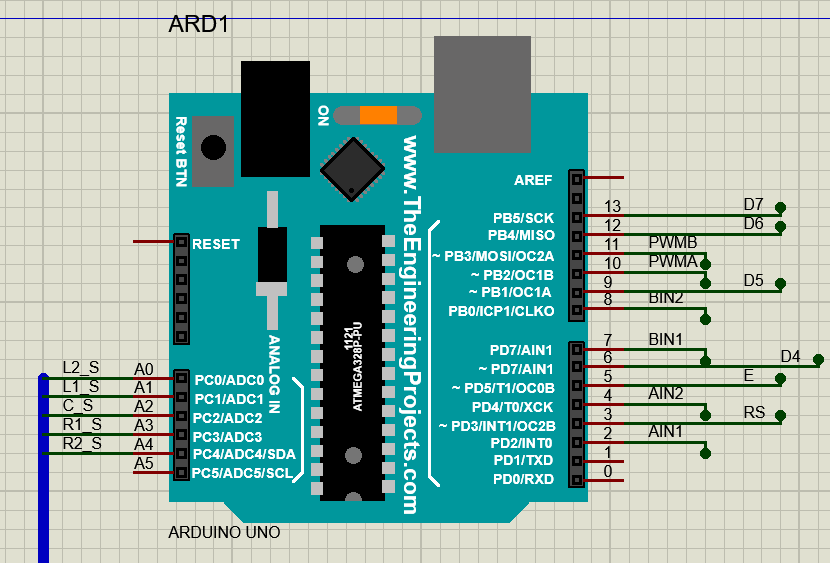 ARD1
ON
Reset BTN
www.TheEngineeringProjects.com
RESET
ANALOG IN
1121
ATMEGA328P-PU
L2_S A0 PC0/ADC0
L1_S A1 PC1/ADC1
C_S A2 PC2/ADC2
R1_S A3 PC3/ADC3
R2_S A4 PC4/ADC4/SDA
A5 PC5/ADC5/SCL
AREF
PB5/SCK 13 D7
PB4/MISO 12 D6
~ PB3/MOSI/OC2A 11 PWMB
~ PB2/OC1B 10 PWMA
~ PB1/OC1A 9 D5
PB0/ICP1/CLKO 8 BIN2
PD7/AIN1 7 BIN1
~ PD7/AIN1 6 D4
~ PD5/T1/OC0B 5 E
PD4/T0/XCK 4 AIN2
~ PD3/INT1/OC2B 3 RS
PD2/INT0 2 AIN1
PD1/TXD 1
PD0/RXD 0
ARDUINO UNO